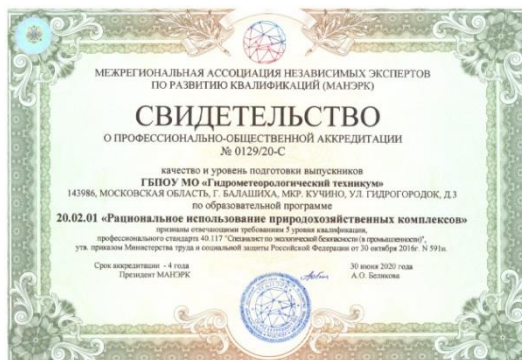 МЕЖРЕГИОНАЛЬНАЯ АССОЦИАЦИЯ НЕЗАВИСИМЫХ ЭКСПЕРТОВ
ПО РАЗВИТИЮ КВАЛИФИКАЦИЙ (МАНЭРК)
СВИДЕТЕЛЬСТВО
О ПРОФЕССИОНАЛЬНО-ОБЩЕСТВЕННОЙ АККРЕДИТАЦИИ
№ 0129/20-С
качество и уровень подготовки выпускников
ГБПОУ МО «Гидрометеорологический техникум»
143986, МОСКОВСКАЯ ОБЛАСТЬ, Г. БАЛАШИХА, МКР. КУЧИНО, УЛ. ГИДРОГОРОДОК, Д.3
по образовательной программе
20.02.01 «Рациональное использование природохозяйственных комплексов»
признаны отвечающими требованиям 5 уровня квалификации,
профессионального стандарта 40.117 "Специалист по экологической безопасности (в промышленности)",
утв. приказом Министерства труда и социальной защиты Российской Федерации от 30 октября 2016г N 591н.
Срок аккредитации - 4 года 30 июня 2020 года
Президент МАНЭРК А.О. Беликова